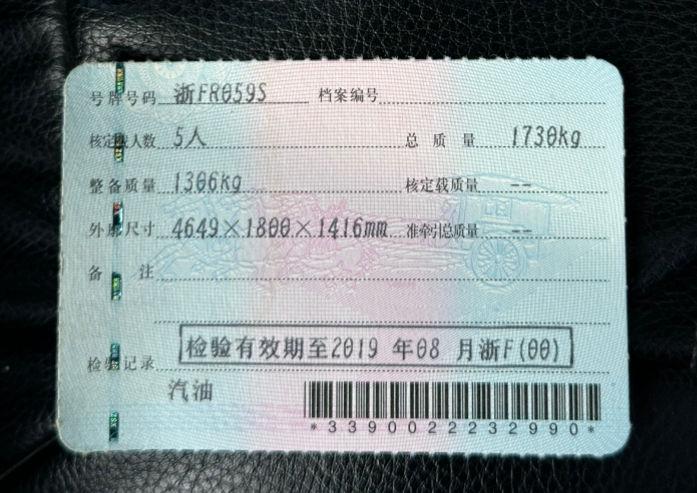 号牌号码 浙FR059S 档案编号
核定载人数 5人 总质量 1730kg
整备质量 1306kg 核定载质量 --
外廓尺寸 4649×1800×1416mm 准牵引总质量 --
备注
检验记录 检验有效期至2019 年08 月浙F(00)
汽油
*3390022232990*